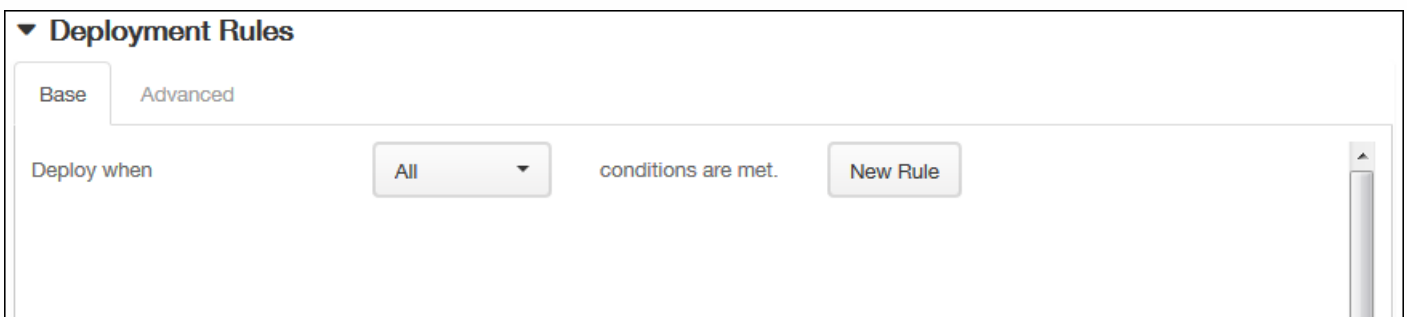 Deployment Rules
Base Advanced
Deploy when All conditions are met. New Rule